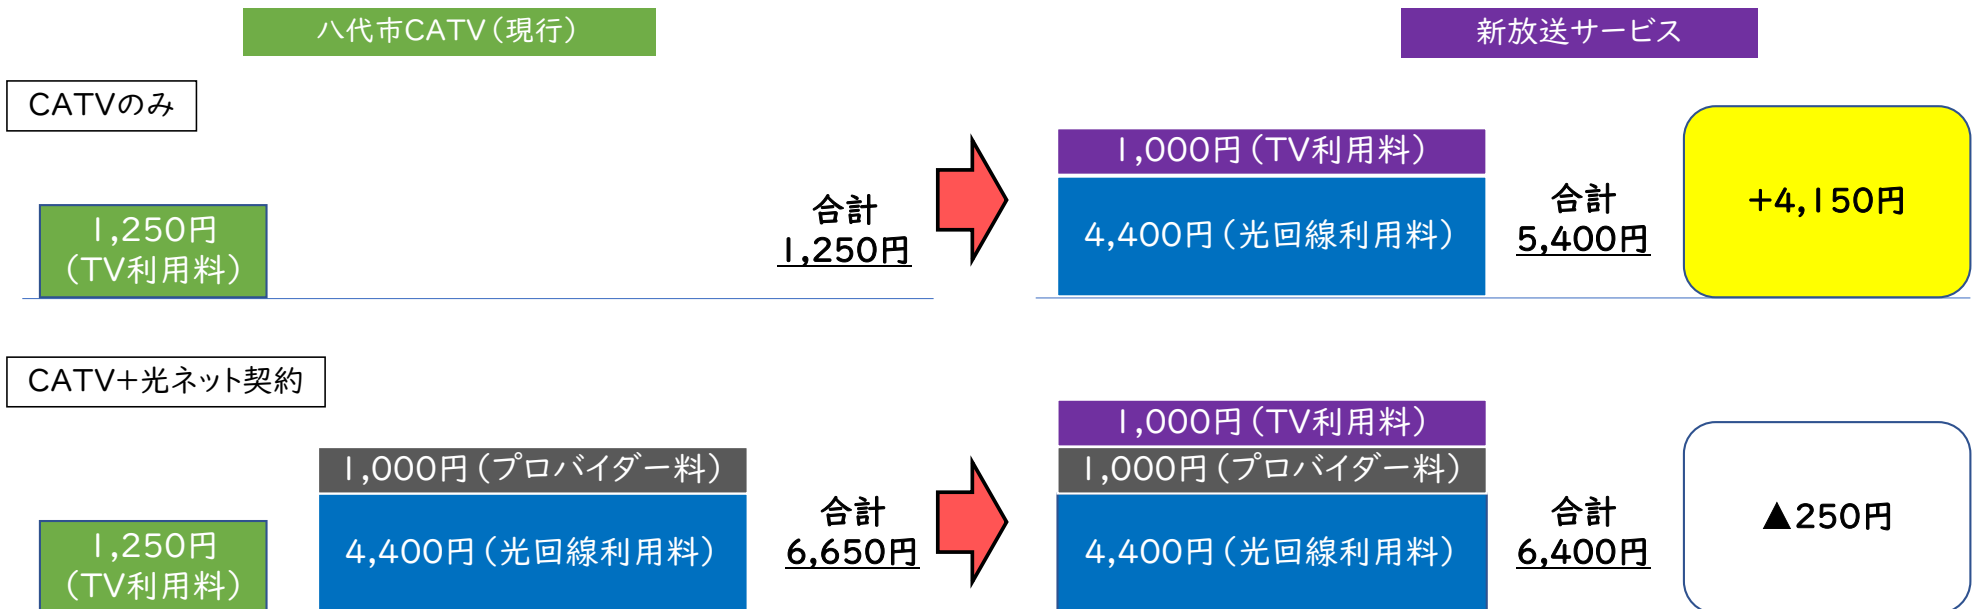 八代市CATV（現行）
新放送サービス
CATVのみ
1,250円
（TV利用料）
合計
1,250円
1,000円（TV利用料）
4,400円（光回線利用料）
合計
5,400円
+4,150円
CATV+光ネット契約
1,250円
（TV利用料）
1,000円（プロバイダー料）
4,400円（光回線利用料）
合計
6,650円
1,000円（TV利用料）
1,000円（プロバイダー料）
4,400円（光回線利用料）
合計
6,400円
▲250円